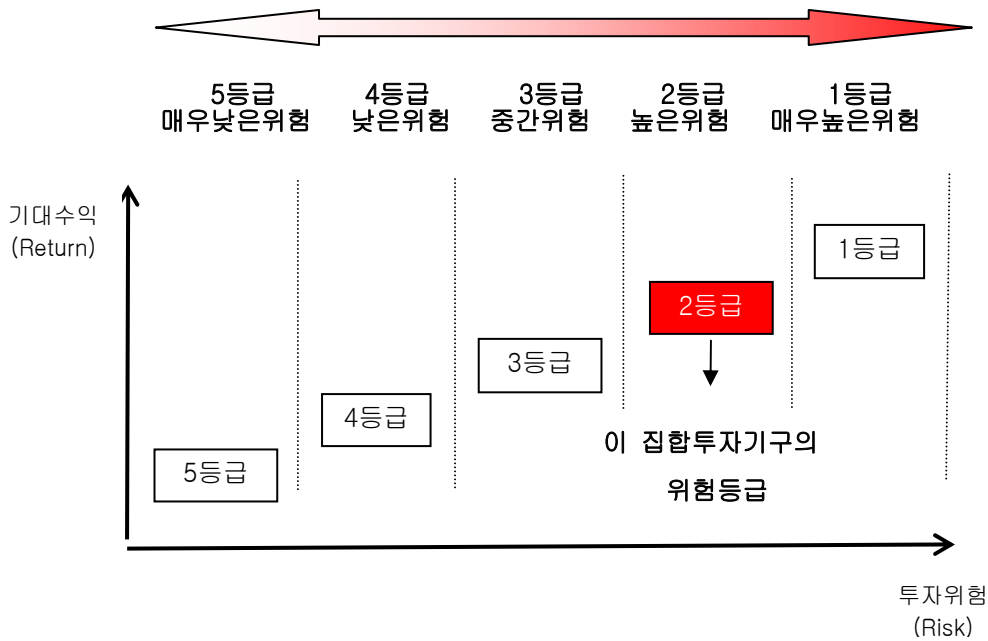 5등급
매우낮은위험
4등급
낮은위험
3등급
중간위험
2등급
높은위험
1등급
매우높은위험
기대수익
(Return)
1등급
2등급
3등급
4등급
5등급
이 집합투자기구의
위험등급
투자위험
(Risk)